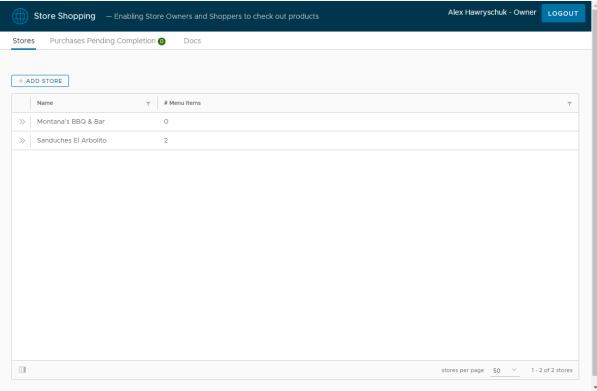 Store Shopping — Enabling Store Owners and Shoppers to check out products Alex Hawryschuk - Owner LOGOUT
Stores Purchases Pending Completion 0 Docs
+ ADD STORE
Name # Menu Items
Montana's BBQ & Bar 0
Sanduches El Arbolito 2
stores per page 50 1 - 2 of 2 stores